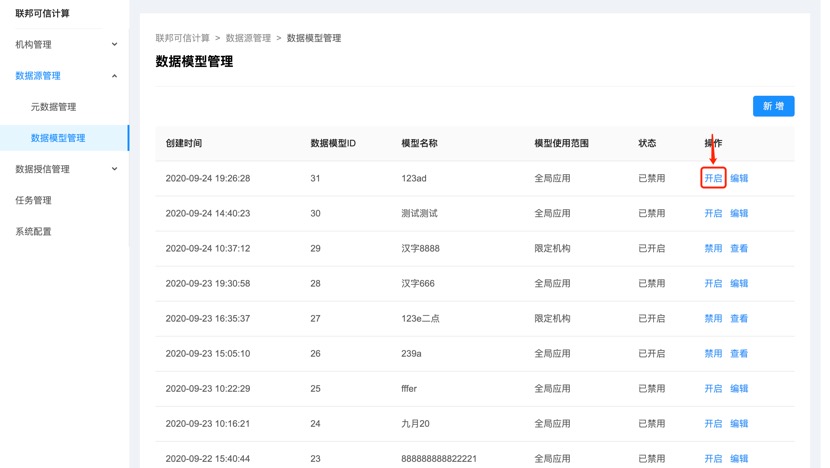 联邦可信计算
机构管理
数据源管理
元数据管理
数据模型管理
数据授信管理
任务管理
系统配置
联邦可信计算 > 数据源管理 > 数据模型管理
数据模型管理
新 增
创建时间 数据模型ID 模型名称 模型使用范围 状态 操作
2020-09-24 19:26:28 31 123ad 全局应用 已禁用 开启 编辑
2020-09-24 14:40:23 30 测试测试 全局应用 已禁用 开启 编辑
2020-09-24 10:37:12 29 汉字8888 限定机构 已开启 禁用 查看
2020-09-23 19:30:58 28 汉字666 全局应用 已禁用 开启 编辑
2020-09-23 16:35:37 27 123e二点 限定机构 已开启 禁用 查看
2020-09-23 15:05:10 26 239a 全局应用 已开启 禁用 查看
2020-09-23 10:22:29 25 fffer 全局应用 已禁用 开启 编辑
2020-09-23 10:16:21 24 九月20 全局应用 已禁用 开启 编辑
2020-09-22 15:40:44 23 888888888822221 全局应用 已禁用 开启 编辑